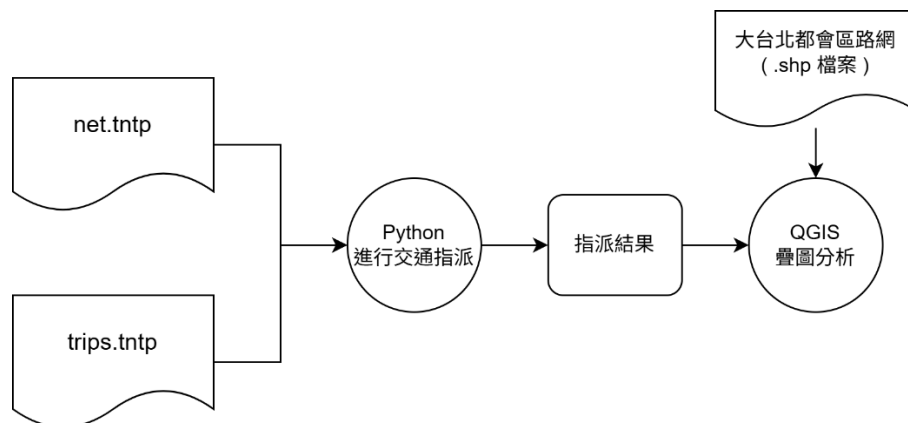 大台北都會區路網
( .shp 檔案 )
net.tntp
Python
進行交通指派
指派結果
QGIS
疊圖分析
trips.tntp